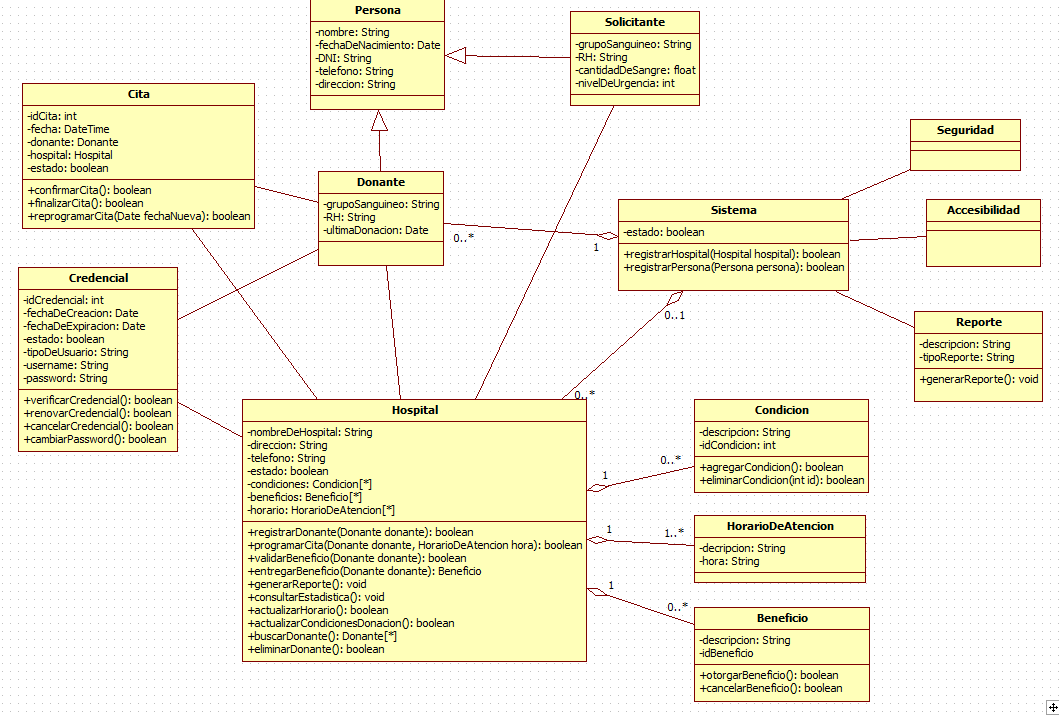 Persona
-nombre: String
-fechaDeNacimiento: Date
-DNI: String
-telefono: String
-direccion: String
Solicitante
-grupoSanguineo: String
-RH: String
-cantidadDeSangre: float
-nivelDeUrgencia: int
Cita
-idCita: int
-fecha: DateTime
-donante: Donante
-hospital: Hospital
-estado: boolean
+confirmarCita(): boolean
+finalizarCita(): boolean
+reprogramarCita(Date fechaNueva): boolean
Donante
-grupoSanguineo: String
-RH: String
-ultimaDonacion: Date
0..*
1
Sistema
-estado: boolean
+registrarHospital(Hospital hospital): boolean
+registrarPersona(Persona persona): boolean
0..1
0..*
Seguridad
Accesibilidad
Reporte
-descripcion: String
-tipoReporte: String
+generarReporte(): void
Credencial
-idCredencial: int
-fechaDeCreacion: Date
-fechaDeExpiracion: Date
-estado: boolean
-tipoDeUsuario: String
-username: String
-password: String
+verificarCredencial(): boolean
+renovarCredencial(): boolean
+cancelarCredencial(): boolean
+cambiarPassword(): boolean
Hospital
-nombreDeHospital: String
-direccion: String
-telefono: String
-estado: boolean
-condiciones: Condicion[*]
-beneficios: Beneficio[*]
-horario: HorarioDeAtencion[*]
+registrarDonante(Donante donante): boolean
+programarCita(Donante donante, HorarioDeAtencion hora): boolean
+validarBeneficio(Donante donante): boolean
+entregarBeneficio(Donante donante): Beneficio
+generarReporte(): void
+consultarEstadistica(): void
+actualizarHorario(): boolean
+actualizarCondicionesDonacion(): boolean
+buscarDonante(): Donante[*]
+eliminarDonante(): boolean
1
0..*
Condicion
-descripcion: String
-idCondicion: int
+agregarCondicion(): boolean
+eliminarCondicion(int id): boolean
1
1..*
HorarioDeAtencion
-decripcion: String
-hora: String
1
0..*
Beneficio
-descripcion: String
-idBeneficio
+otorgarBeneficio(): boolean
+cancelarBeneficio(): boolean